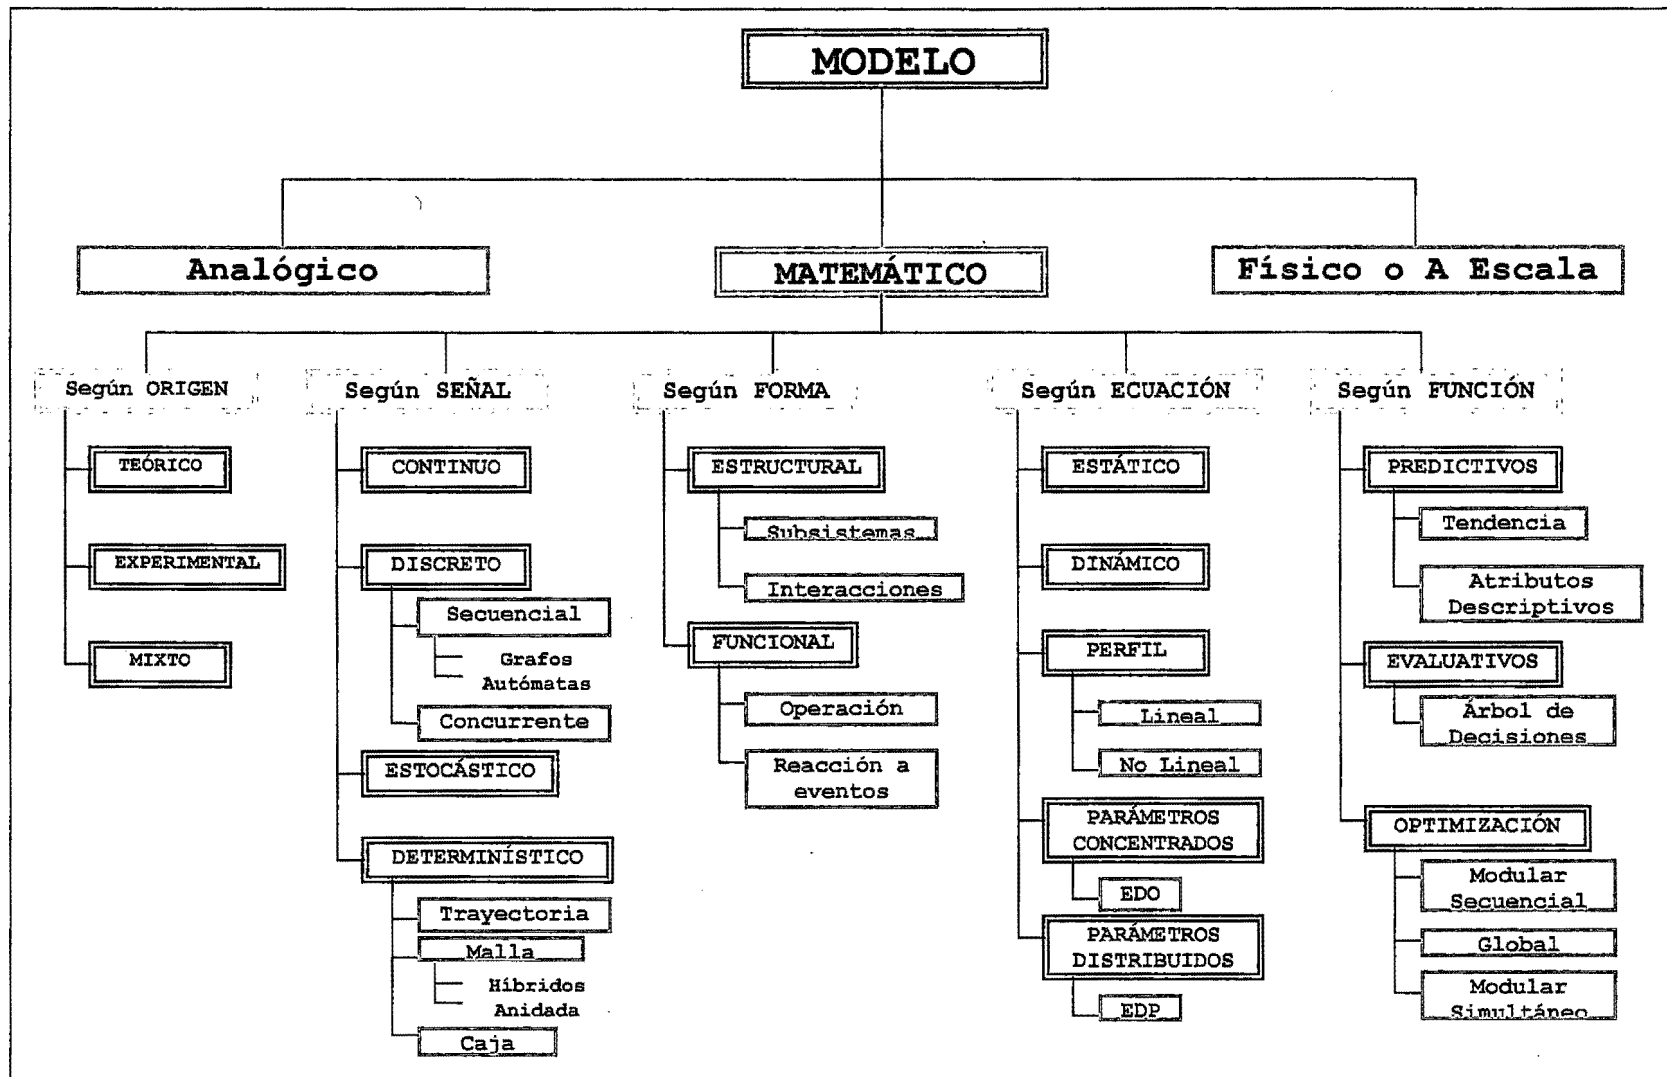 MODELO
Analógico
MATEMÁTICO
Físico o A Escala
Según ORIGEN
TEÓRICO
EXPERIMENTAL
MIXTO
Según SEÑAL
CONTINUO
DISCRETO
Secuencial
Grafos
Autómatas
Concurrente
ESTOCÁSTICO
DETERMINÍSTICO
Trayectoria
Malla
Híbridos
Anidada
Caja
Según FORMA
ESTRUCTURAL
Subsistemas
Interacciones
FUNCIONAL
Operación
Reacción a
eventos
Según ECUACIÓN
ESTÁTICO
DINÁMICO
PERFIL
Lineal
No Lineal
PARÁMETROS
CONCENTRADOS
EDO
PARÁMETROS
DISTRIBUIDOS
EDP
Según FUNCIÓN
PREDICTIVOS
Tendencia
Atributos
Descriptivos
EVALUATIVOS
Árbol de
Decisiones
OPTIMIZACIÓN
Modular
Secuencial
Global
Modular
Simultáneo